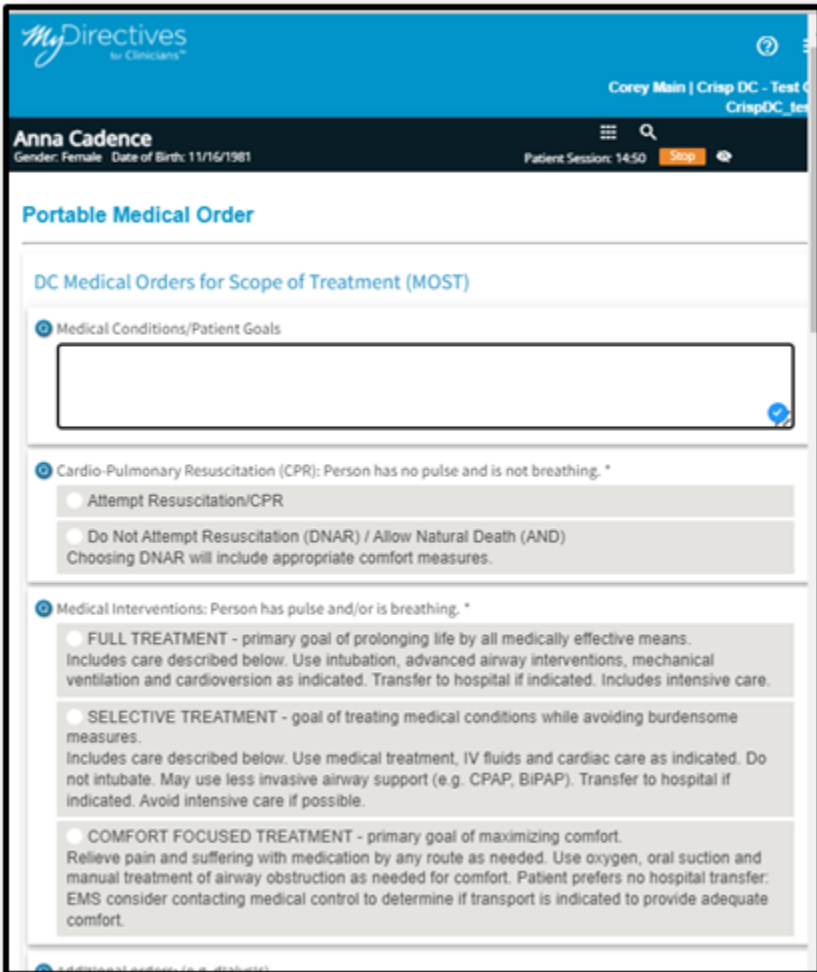 MyDirectives
for Clinicians™
Corey Main | Crisp DC - Test
CrispDC_tes
Anna Cadence
Gender: Female Date of Birth: 11/16/1981
Patient Session: 14:50 Stop
Portable Medical Order
DC Medical Orders for Scope of Treatment (MOST)
Medical Conditions/Patient Goals
Cardio-Pulmonary Resuscitation (CPR): Person has no pulse and is not breathing. *
Attempt Resuscitation/CPR
Do Not Attempt Resuscitation (DNAR) / Allow Natural Death (AND)
Choosing DNAR will include appropriate comfort measures.
Medical Interventions: Person has pulse and/or is breathing. *
FULL TREATMENT - primary goal of prolonging life by all medically effective means.
Includes care described below. Use intubation, advanced airway interventions, mechanical
ventilation and cardioversion as indicated. Transfer to hospital if indicated. Includes intensive care.
SELECTIVE TREATMENT - goal of treating medical conditions while avoiding burdensome
measures.
Includes care described below. Use medical treatment, IV fluids and cardiac care as indicated. Do
not intubate. May use less invasive airway support (e.g. CPAP, BiPAP). Transfer to hospital if
indicated. Avoid intensive care if possible.
COMFORT FOCUSED TREATMENT - primary goal of maximizing comfort.
Relieve pain and suffering with medication by any route as needed. Use oxygen, oral suction and
manual treatment of airway obstruction as needed for comfort. Patient prefers no hospital transfer:
EMS consider contacting medical control to determine if transport is indicated to provide adequate
comfort.
Additional orders: (e.g. dialysis)